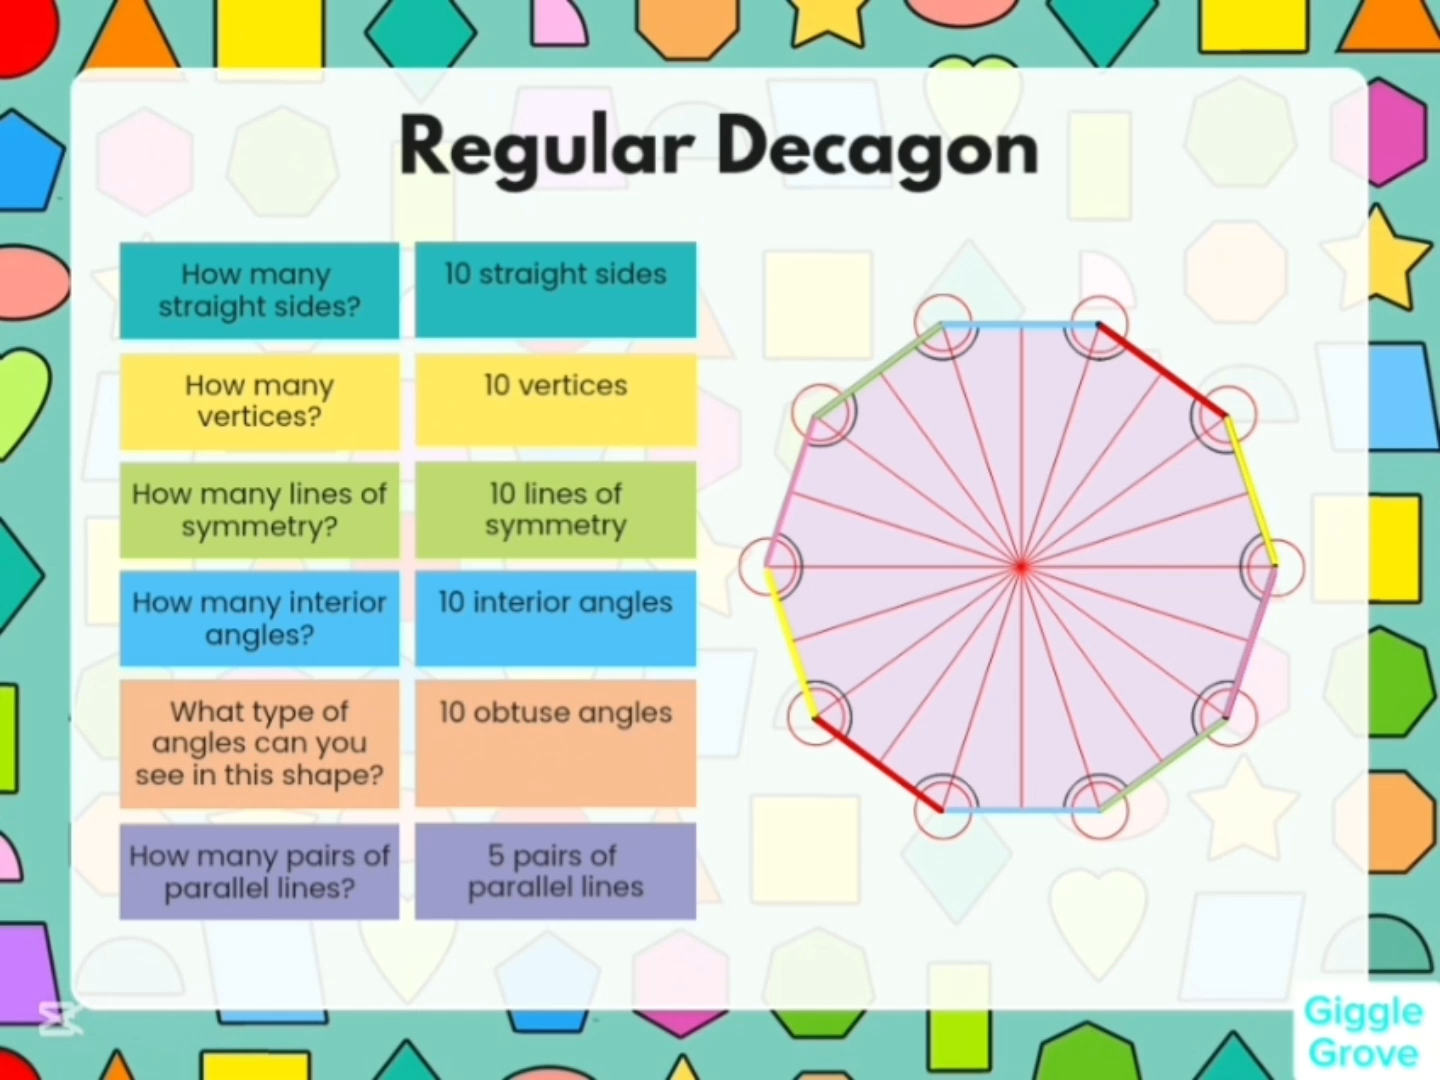 Regular Decagon
How many
straight sides?
10 straight sides
How many
vertices?
10 vertices
How many lines of
symmetry?
10 lines of
symmetry
How many interior
angles?
10 interior angles
What type of
angles can you
see in this shape?
10 obtuse angles
How many pairs of
parallel lines?
5 pairs of
parallel lines
Giggle
Grove